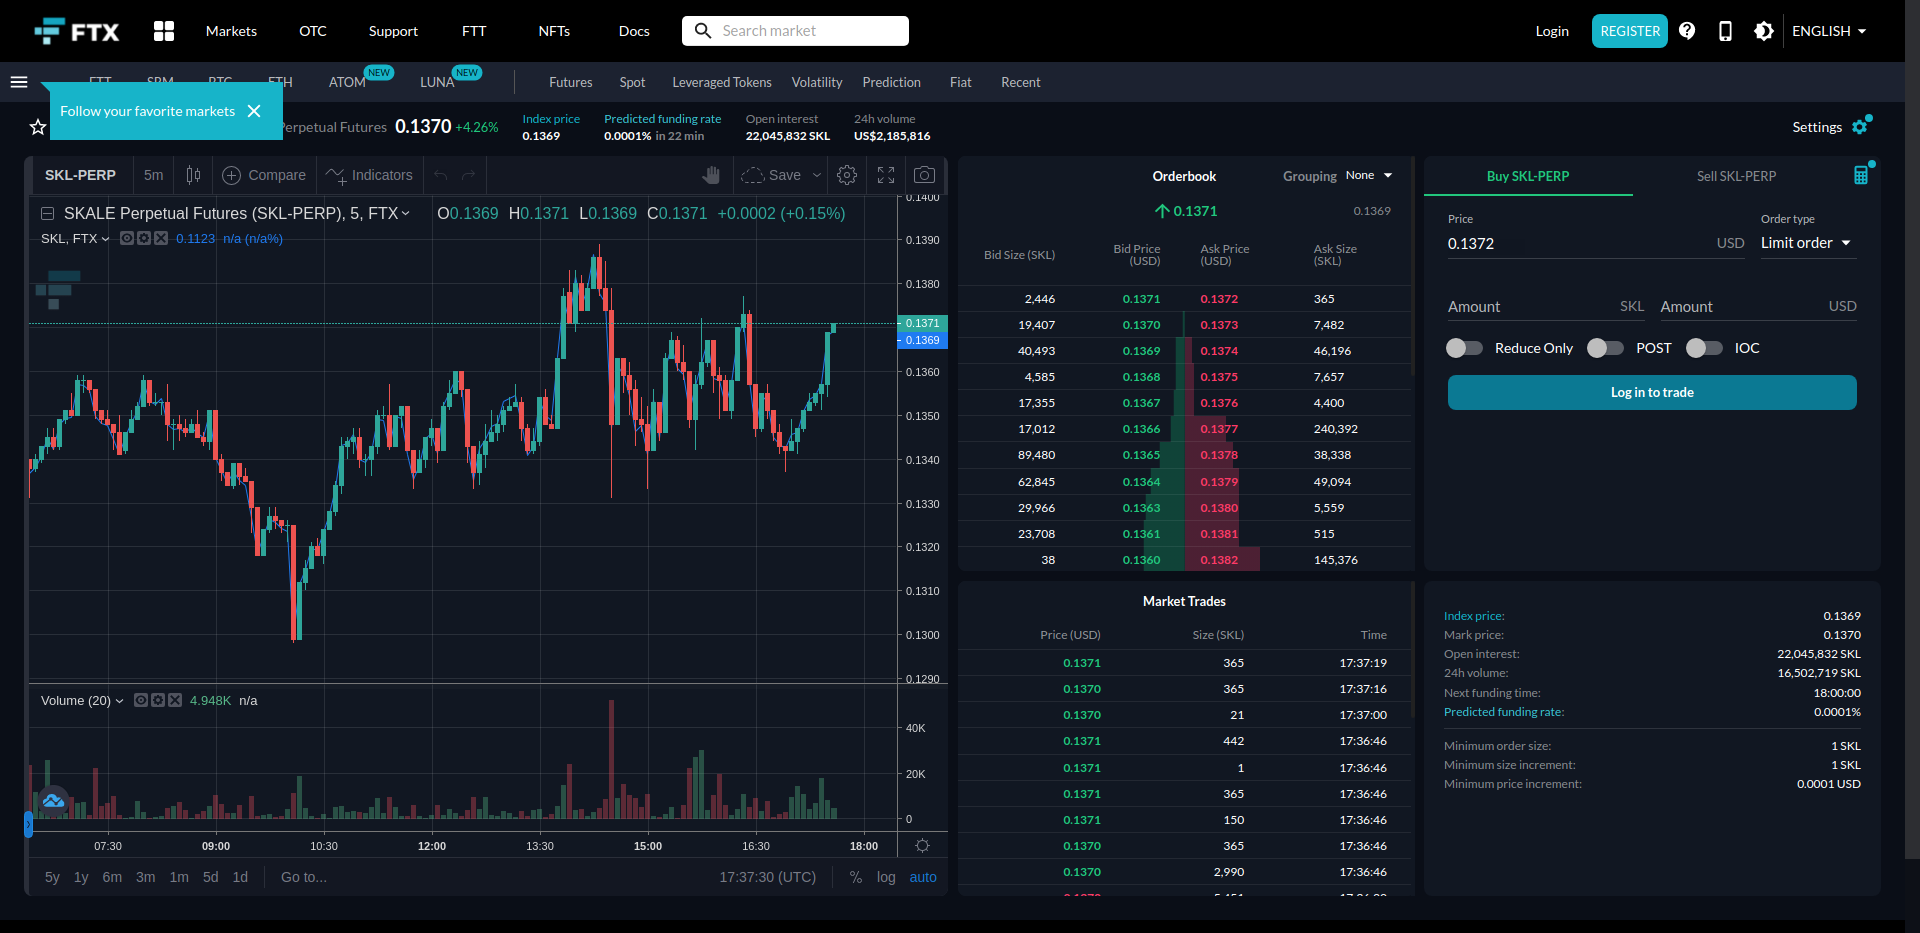 FTX Markets OTC Support FTT NFTs Docs Search market Login REGISTER ENGLISH
FTT SRM BTC ETH ATOM NEW LUNA NEW Futures Spot Leveraged Tokens Volatility Prediction Fiat Recent
Follow your favorite markets
Perpetual Futures 0.1370 +4.26%
Index price
0.1369
Predicted funding rate
0.0001% in 22 min
Open interest
22,045,832 SKL
24h volume
US$2,185,816
Settings
SKL-PERP 5m Compare Indicators Save
SKALE Perpetual Futures (SKL-PERP), 5, FTX O0.1369 H0.1371 L0.1369 C0.1371 +0.0002 (+0.15%)
SKL, FTX 0.1123 n/a (n/a%)
0.1400
0.1390
0.1380
0.1371
0.1369
0.1360
0.1350
0.1340
0.1330
0.1320
0.1310
0.1300
0.1290
Volume (20) 4.948K n/a
40K
20K
0
07:30 09:00 10:30 12:00 13:30 15:00 16:30 18:00
5y 1y 6m 3m 1m 5d 1d Go to... 17:37:30 (UTC) % log auto
Orderbook Grouping None
0.1371 0.1369
Bid Size (SKL) Bid Price (USD) Ask Price (USD) Ask Size (SKL)
2,446 0.1371 0.1372 365
19,407 0.1370 0.1373 7,482
40,493 0.1369 0.1374 46,196
4,585 0.1368 0.1375 7,657
17,355 0.1367 0.1376 4,400
17,012 0.1366 0.1377 240,392
89,480 0.1365 0.1378 38,338
62,845 0.1364 0.1379 49,094
29,966 0.1363 0.1380 5,559
23,708 0.1361 0.1381 515
38 0.1360 0.1382 145,376
Market Trades
Price (USD) Size (SKL) Time
0.1371 365 17:37:19
0.1370 365 17:37:16
0.1370 21 17:37:00
0.1371 442 17:36:46
0.1371 1 17:36:46
0.1371 365 17:36:46
0.1371 150 17:36:46
0.1370 365 17:36:46
0.1370 2,990 17:36:46
Buy SKL-PERP Sell SKL-PERP
Price Order type
0.1372 USD Limit order
Amount SKL Amount USD
Reduce Only POST IOC
Log in to trade
Index price: 0.1369
Mark price: 0.1370
Open interest: 22,045,832 SKL
24h volume: 16,502,719 SKL
Next funding time: 18:00:00
Predicted funding rate: 0.0001%
Minimum order size: 1 SKL
Minimum size increment: 1 SKL
Minimum price increment: 0.0001 USD